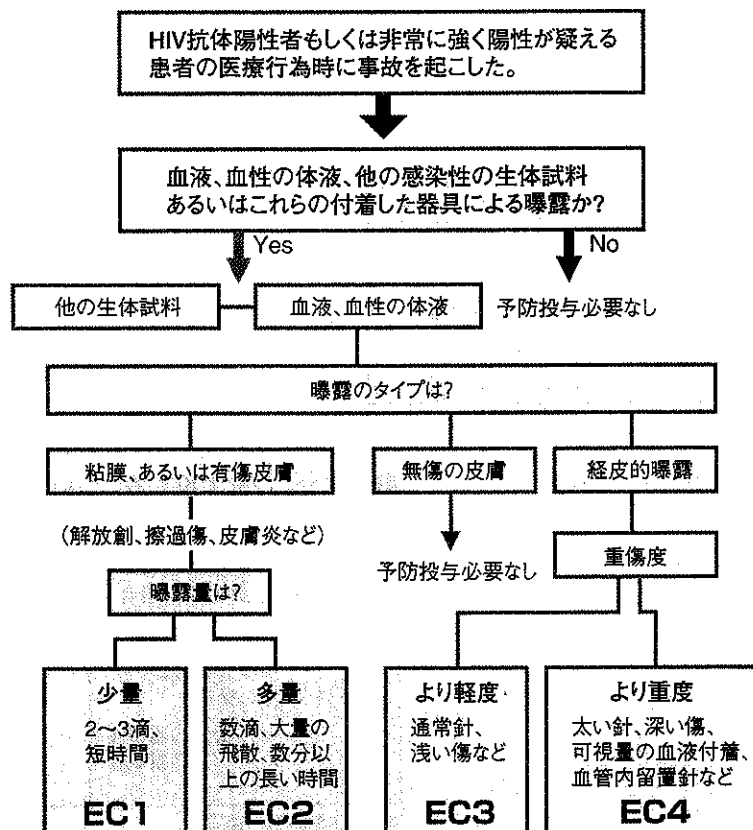 HIV抗体陽性者もしくは非常に強く陽性が疑える
患者の医療行為時に事故を起こした。
血液、血性の体液、他の感染性の生体試料
あるいはこれらの付着した器具による曝露か?
Yes
No
他の生体試料
血液、血性の体液
予防投与必要なし
曝露のタイプは?
粘膜、あるいは有傷皮膚
無傷の皮膚
経皮的曝露
(解放創、擦過傷、皮膚炎など)
予防投与必要なし
重傷度
曝露量は?
少量
2〜3滴、
短時間
EC1
多量
数滴、大量の
飛散、数分以
上の長い時間
EC2
より軽度
通常針、
浅い傷など
EC3
より重度
太い針、深い傷、
可視量の血液付着、
血管内留置針など
EC4